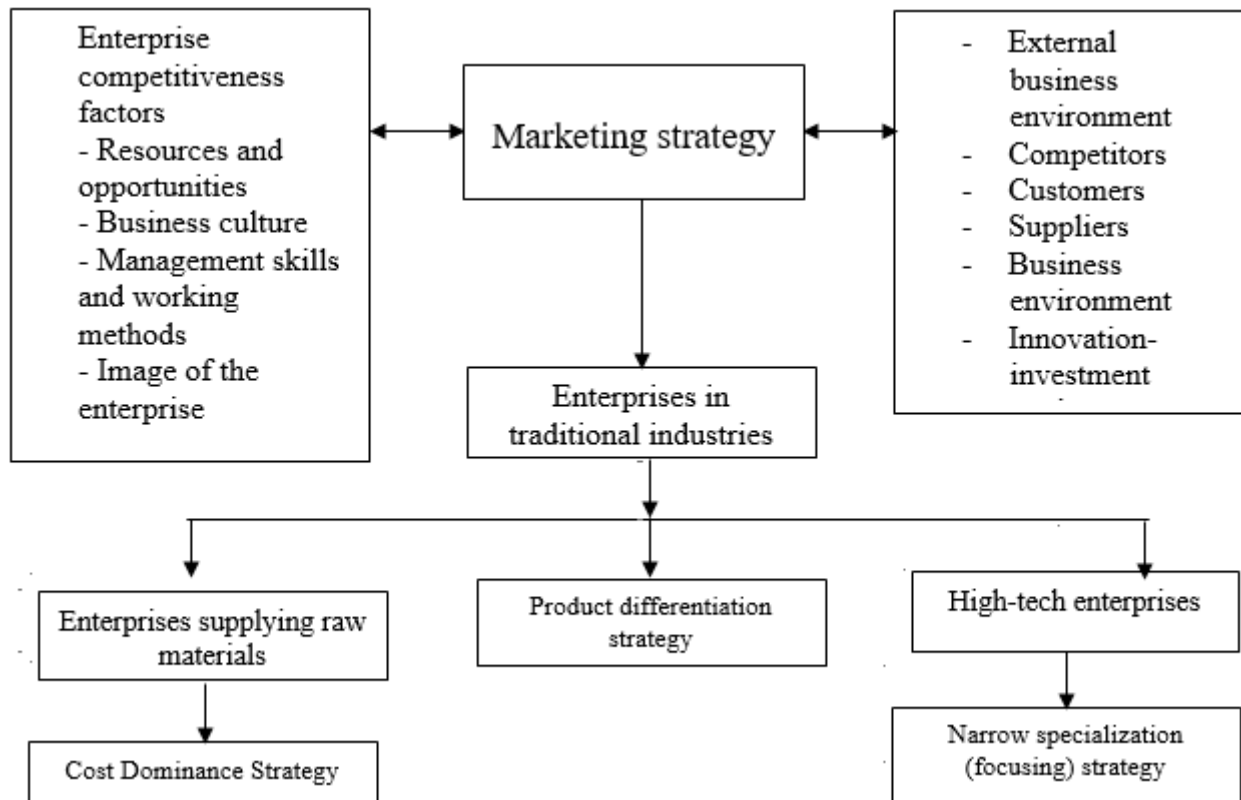 Enterprise
competitiveness
factors
- Resources and
opportunities
- Business culture
- Management skills
and working
methods
- Image of the
enterprise
Marketing strategy
- External
business
environment
- Competitors
- Customers
- Suppliers
- Business
environment
- Innovation-
investment
Enterprises in
traditional industries
Enterprises supplying raw
materials
Product differentiation
strategy
High-tech enterprises
Cost Dominance Strategy
Narrow specialization
(focusing) strategy